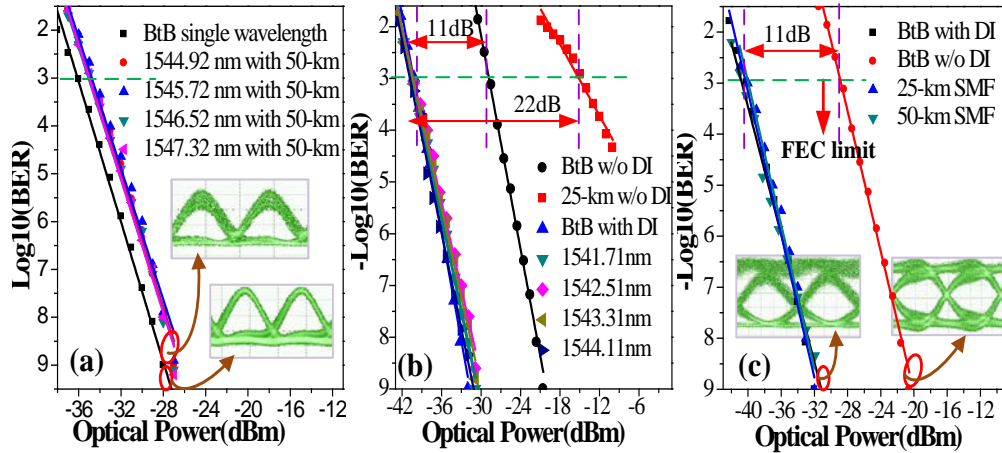 Log10(BER)
2
3
4
5
6
7
8
9
BtB single wavelength
1544.92 nm with 50-km
1545.72 nm with 50-km
1546.52 nm with 50-km
1547.32 nm with 50-km
(a)
-36 -32 -28 -24 -20 -16 -12 -8
Optical Power(dBm)
-Log10(BER)
2
3
4
5
6
7
8
9
11dB
22dB
BtB w/o DI
25-km w/o DI
BtB with DI
1541.71nm
1542.51nm
1543.31nm
1544.11nm
(b)
-42 -36 -30 -24 -18 -12 -6
Optical Power(dBm)
-Log10(BER)
2
3
4
5
6
7
8
9
11dB
BtB with DI
BtB w/o DI
25-km SMF
50-km SMF
FEC limit
(c)
-40 -36 -32 -28 -24 -20 -16 -12
Optical Power(dBm)